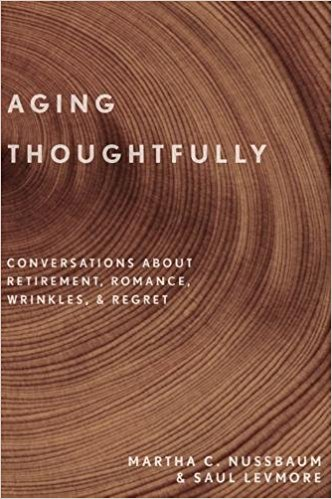 AGING
THOUGHTFULLY
CONVERSATIONS ABOUT
RETIREMENT, ROMANCE,
WRINKLES, & REGRET
MARTHA C. NUSSBAUM
& SAUL LEVMORE